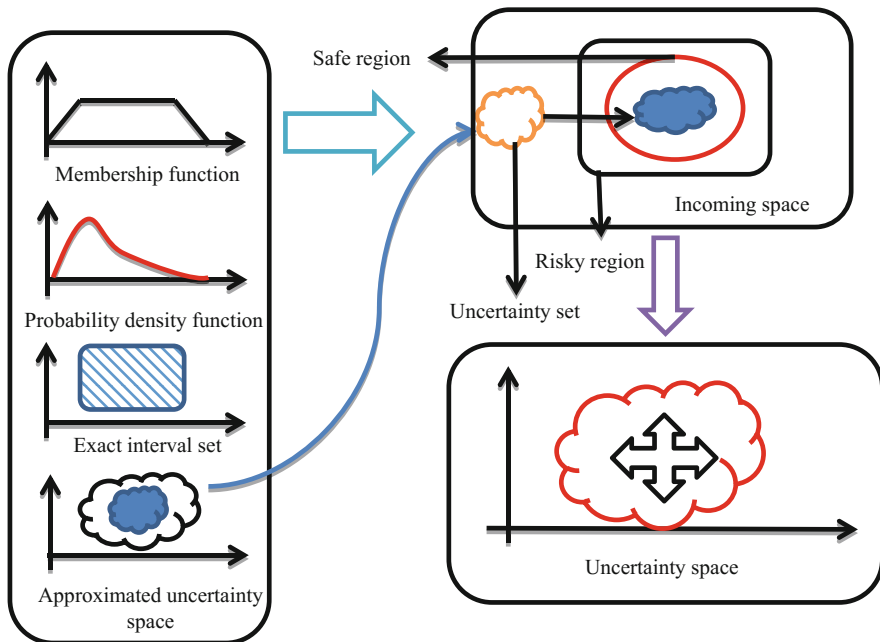 Membership function
Probability density function
Exact interval set
Approximated uncertainty
space
Safe region
Incoming space
Risky region
Uncertainty set
Uncertainty space